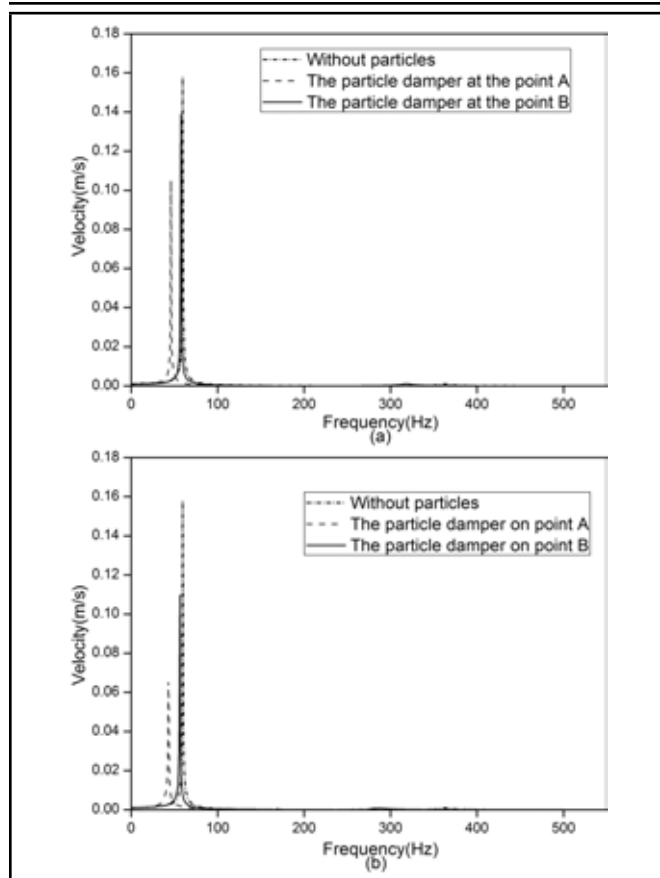 0.18
0.16
0.14
0.12
0.10
0.08
0.06
0.04
0.02
0.00
Velocity(m/s)
Without particles
The particle damper at the point A
The particle damper at the point B
0 100 200 300 400 500
Frequency(Hz)
(a)
0.18
0.16
0.14
0.12
0.10
0.08
0.06
0.04
0.02
0.00
Velocity(m/s)
Without particles
The particle damper on point A
The particle damper on point B
0 100 200 300 400 500
Frequency(Hz)
(b)